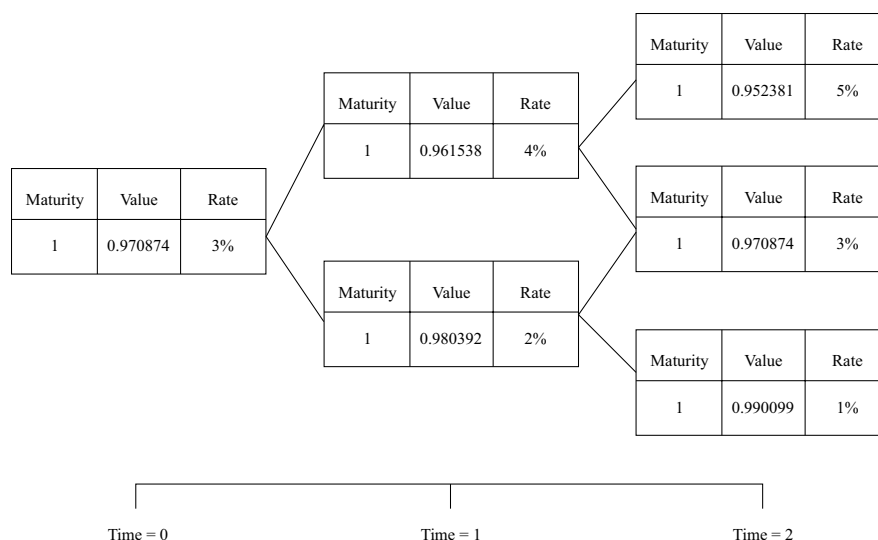 Maturity Value Rate
1 0.970874 3%
Maturity Value Rate
1 0.961538 4%
Maturity Value Rate
1 0.980392 2%
Maturity Value Rate
1 0.952381 5%
Maturity Value Rate
1 0.970874 3%
Maturity Value Rate
1 0.990099 1%
Time = 0 Time = 1 Time = 2